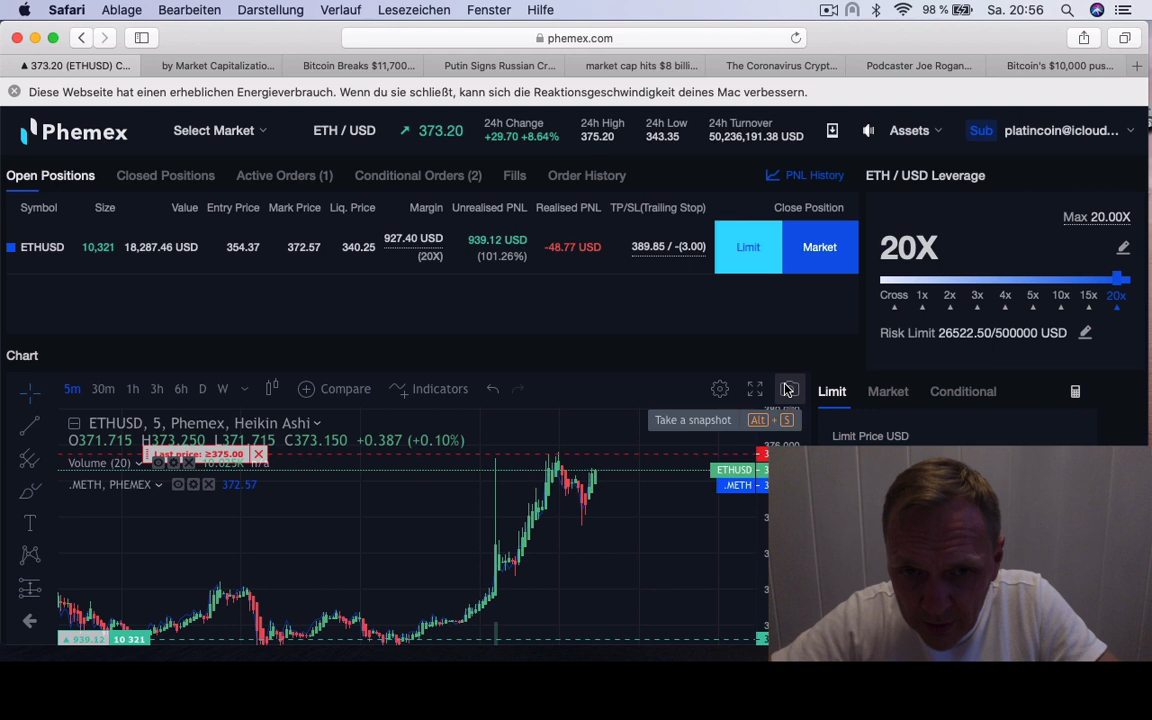 Safari Ablage Bearbeiten Darstellung Verlauf Lesezeichen Fenster Hilfe 98 % Sa. 20:56
phemex.com
▲ 373.20 (ETHUSD) C... by Market Capitalizatio... Bitcoin Breaks $11,700... Putin Signs Russian Cr... market cap hits $8 billi... The Coronavirus Crypt... Podcaster Joe Rogan... Bitcoin's $10,000 pus... +
Diese Webseite hat einen erheblichen Energieverbrauch. Wenn du sie schließt, kann sich die Reaktionsgeschwindigkeit deines Mac verbessern.
Phemex Select Market ETH / USD 373.20 24h Change +29.70 +8.64% 24h High 375.20 24h Low 343.35 24h Turnover 50,236,191.38 USD Assets Sub platincoin@icloud...
Open Positions Closed Positions Active Orders (1) Conditional Orders (2) Fills Order History PNL History ETH / USD Leverage
Symbol Size Value Entry Price Mark Price Liq. Price Margin Unrealised PNL Realised PNL TP/SL(Trailing Stop) Close Position
Max 20.00X
ETHUSD 10,321 18,287.46 USD 354.37 372.57 340.25 927.40 USD (20X) 939.12 USD (101.26%) -48.77 USD 389.85 / -(3.00) Limit Market
20X
Cross 1x 2x 3x 4x 5x 10x 15x 20x
Risk Limit 26522.50/500000 USD
Chart
5m 30m 1h 3h 6h D W Compare Indicators
Limit Market Conditional
Take a snapshot Alt + S
ETHUSD, 5, Phemex, Heikin Ashi
O371.715 H373.250 L371.715 C373.150 +0.387 (+0.10%)
Limit Price USD
376.000
Last price: ≥375.00
Volume (20) n/a
ETHUSD
.METH, PHEMEX 372.57
.METH
939.12 10 321